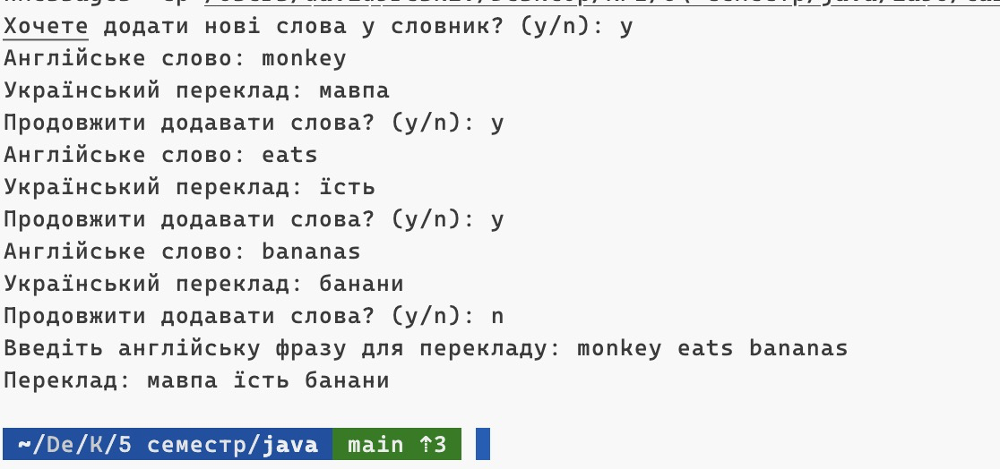 Хочете додати нові слова у словник? (y/n): y
Англійське слово: monkey
Український переклад: мавпа
Продовжити додавати слова? (y/n): y
Англійське слово: eats
Український переклад: їсть
Продовжити додавати слова? (y/n): y
Англійське слово: bananas
Український переклад: банани
Продовжити додавати слова? (y/n): n
Введіть англійську фразу для перекладу: monkey eats bananas
Переклад: мавпа їсть банани
~/De/К/5 семестр/java main ⇡3